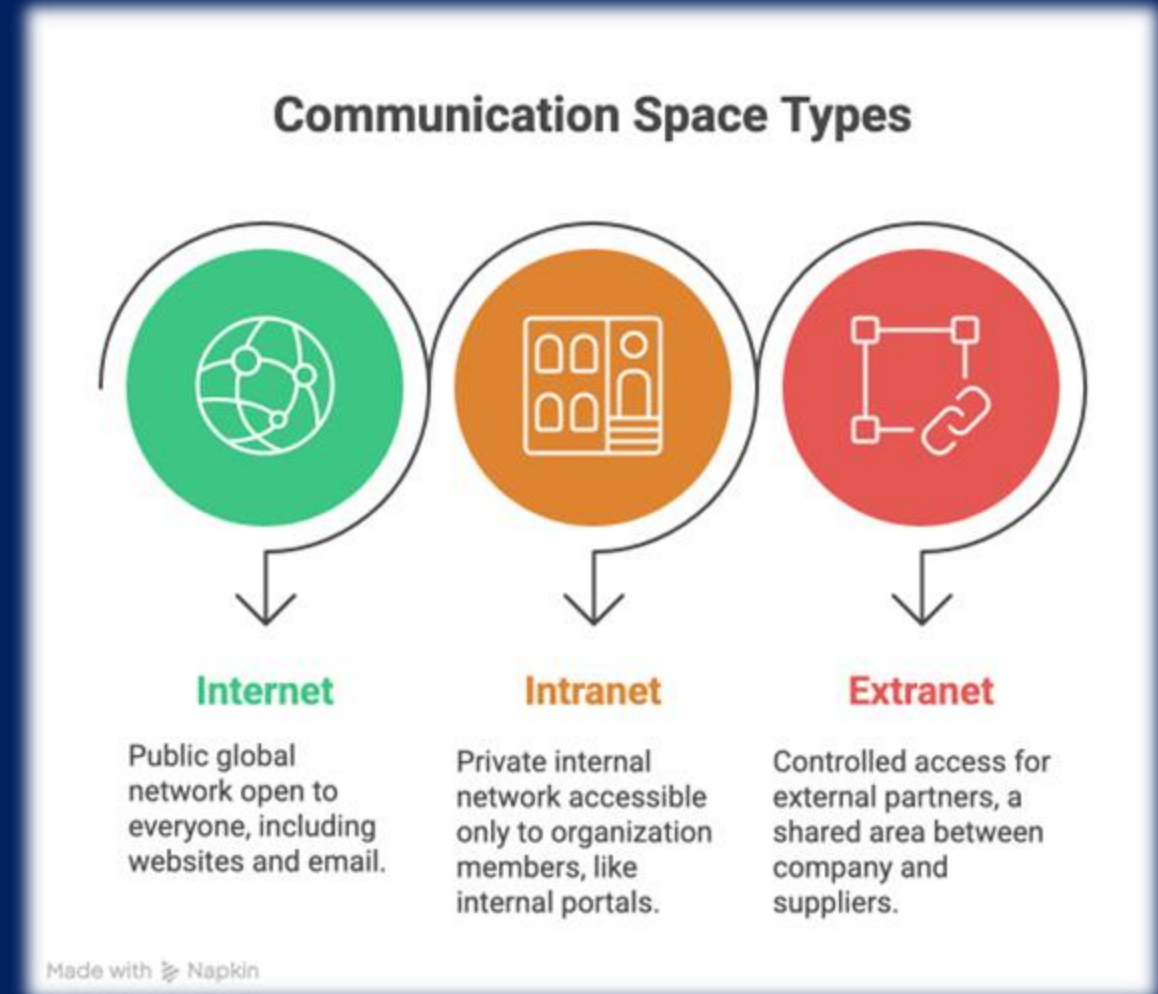 Communication Space Types
Internet
Public global
network open to
everyone, including
websites and email.
Intranet
Private internal
network accessible
only to organization
members, like
internal portals.
Extranet
Controlled access for
external partners, a
shared area between
company and
suppliers.
Made with Napkin